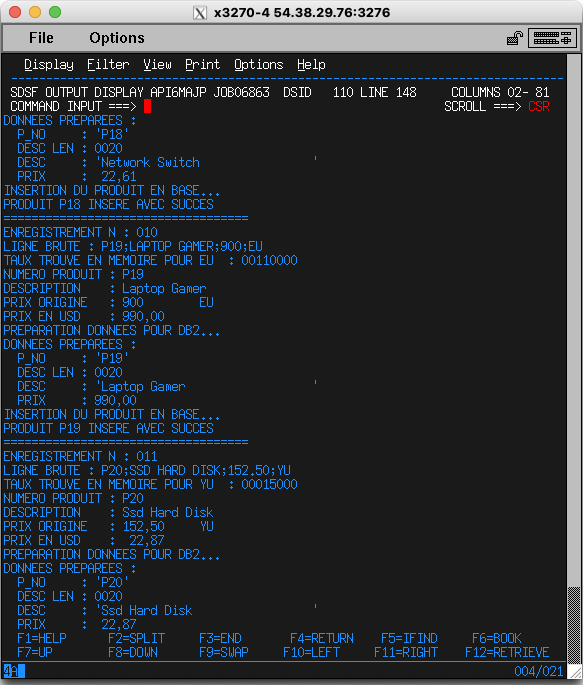 x3270-4 54.38.29.76:3276
File Options
Display Filter View Print Options Help
SDSF OUTPUT DISPLAY API6MAJP JOB06863 DSID 110 LINE 148 COLUMNS 02- 81
COMMAND INPUT ===> SCROLL ===> CSR
DONNEES PREPAREES :
P_NO : 'P18'
DESC LEN : 0020
DESC : 'Network Switch '
PRIX : 22,61
INSERTION DU PRODUIT EN BASE...
PRODUIT P18 INSERE AVEC SUCCES
===================================
ENREGISTREMENT N : 010
LIGNE BRUTE : P19;LAPTOP GAMER;900;EU
TAUX TROUVE EN MEMOIRE POUR EU : 00110000
NUMERO PRODUIT : P19
DESCRIPTION : Laptop Gamer
PRIX ORIGINE : 900 EU
PRIX EN USD : 990,00
PREPARATION DONNEES POUR DB2...
DONNEES PREPAREES :
P_NO : 'P19'
DESC LEN : 0020
DESC : 'Laptop Gamer '
PRIX : 990,00
INSERTION DU PRODUIT EN BASE...
PRODUIT P19 INSERE AVEC SUCCES
===================================
ENREGISTREMENT N : 011
LIGNE BRUTE : P20;SSD HARD DISK;152.50;YU
TAUX TROUVE EN MEMOIRE POUR YU : 00015000
NUMERO PRODUIT : P20
DESCRIPTION : Ssd Hard Disk
PRIX ORIGINE : 152,50 YU
PRIX EN USD : 22,87
PREPARATION DONNEES POUR DB2...
DONNEES PREPAREES :
P_NO : 'P20'
DESC LEN : 0020
DESC : 'Ssd Hard Disk '
PRIX : 22,87
F1=HELP F2=SPLIT F3=END F4=RETURN F5=IFIND F6=BOOK
F7=UP F8=DOWN F9=SWAP F10=LEFT F11=RIGHT F12=RETRIEVE
4A 004/021